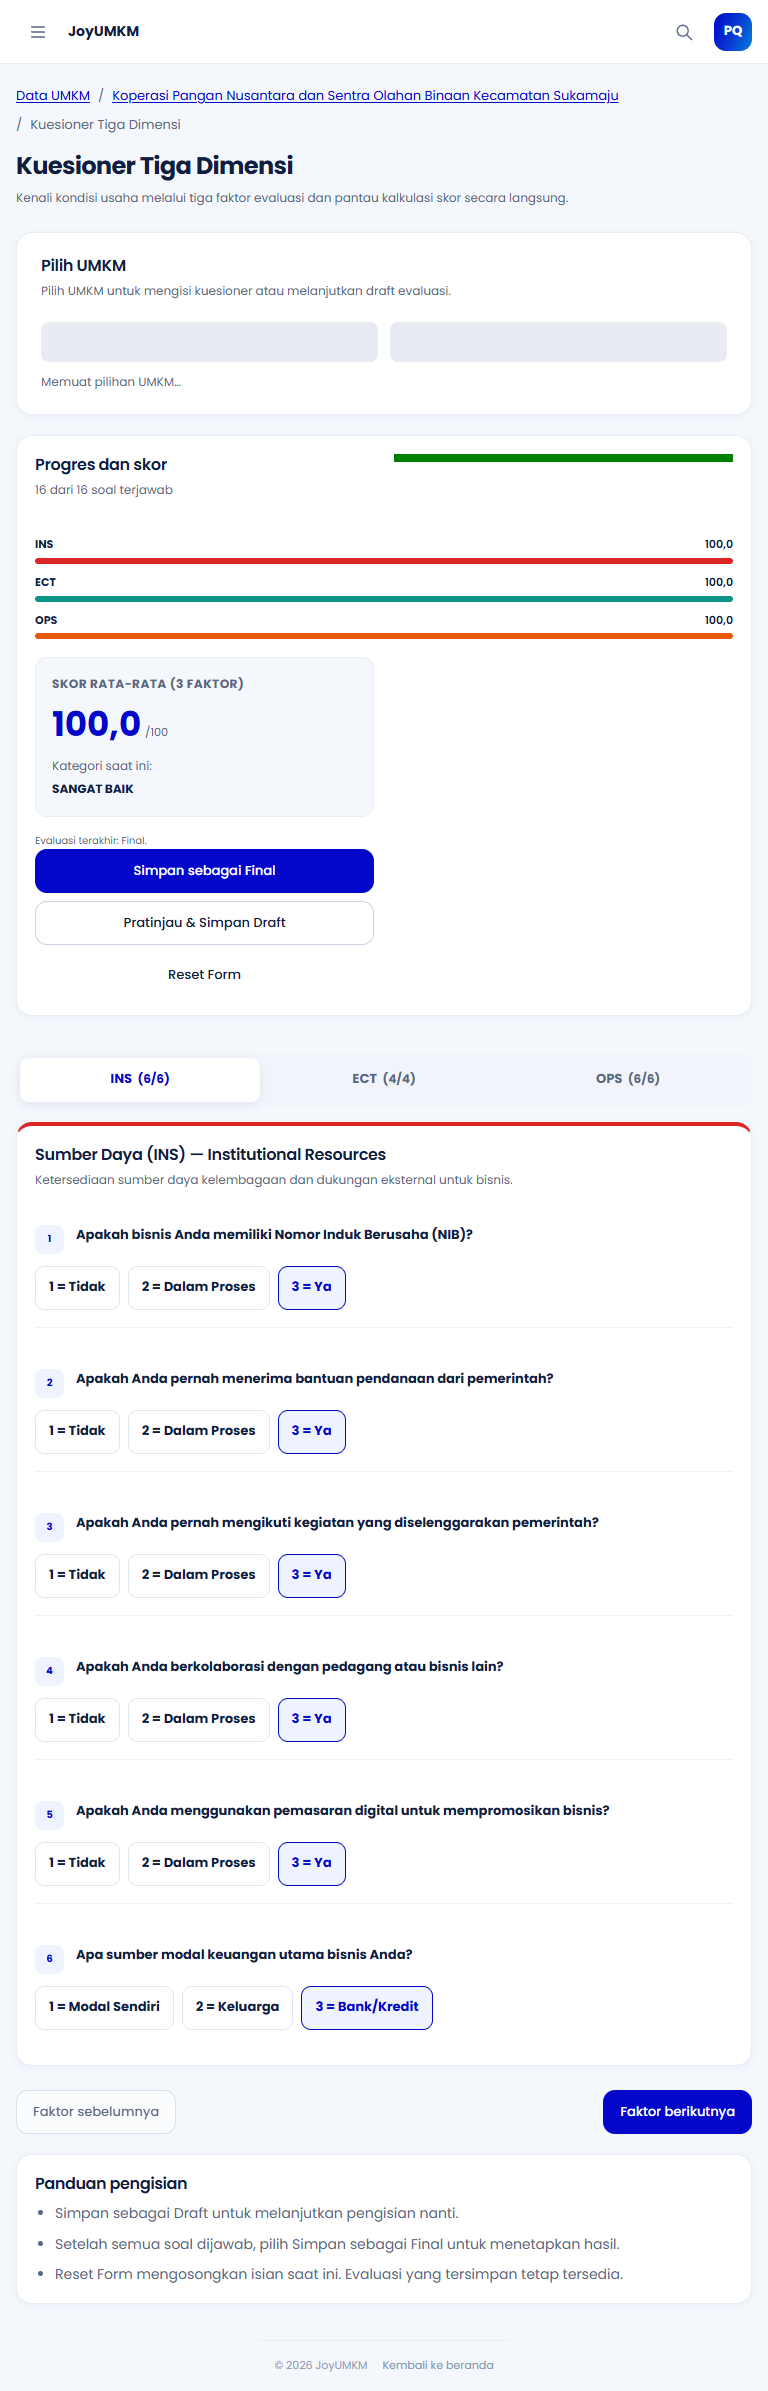 JoyUMKM
PQ
Data UMKM / Koperasi Pangan Nusantara dan Sentra Olahan Binaan Kecamatan Sukamaju
/ Kuesioner Tiga Dimensi
Kuesioner Tiga Dimensi
Kenali kondisi usaha melalui tiga faktor evaluasi dan pantau kalkulasi skor secara langsung.
Pilih UMKM
Pilih UMKM untuk mengisi kuesioner atau melanjutkan draft evaluasi.
Memuat pilihan UMKM...
Progres dan skor
16 dari 16 soal terjawab
INS 100,0
ECT 100,0
OPS 100,0
SKOR RATA-RATA (3 FAKTOR)
100,0 /100
Kategori saat ini:
SANGAT BAIK
Evaluasi terakhir: Final.
Simpan sebagai Final
Pratinjau & Simpan Draft
Reset Form
INS (6/6) ECT (4/4) OPS (6/6)
Sumber Daya (INS) — Institutional Resources
Ketersediaan sumber daya kelembagaan dan dukungan eksternal untuk bisnis.
1 Apakah bisnis Anda memiliki Nomor Induk Berusaha (NIB)?
1 = Tidak 2 = Dalam Proses 3 = Ya
2 Apakah Anda pernah menerima bantuan pendanaan dari pemerintah?
1 = Tidak 2 = Dalam Proses 3 = Ya
3 Apakah Anda pernah mengikuti kegiatan yang diselenggarakan pemerintah?
1 = Tidak 2 = Dalam Proses 3 = Ya
4 Apakah Anda berkolaborasi dengan pedagang atau bisnis lain?
1 = Tidak 2 = Dalam Proses 3 = Ya
5 Apakah Anda menggunakan pemasaran digital untuk mempromosikan bisnis?
1 = Tidak 2 = Dalam Proses 3 = Ya
6 Apa sumber modal keuangan utama bisnis Anda?
1 = Modal Sendiri 2 = Keluarga 3 = Bank/Kredit
Faktor sebelumnya Faktor berikutnya
Panduan pengisian
• Simpan sebagai Draft untuk melanjutkan pengisian nanti.
• Setelah semua soal dijawab, pilih Simpan sebagai Final untuk menetapkan hasil.
• Reset Form mengosongkan isian saat ini. Evaluasi yang tersimpan tetap tersedia.
© 2026 JoyUMKM Kembali ke beranda